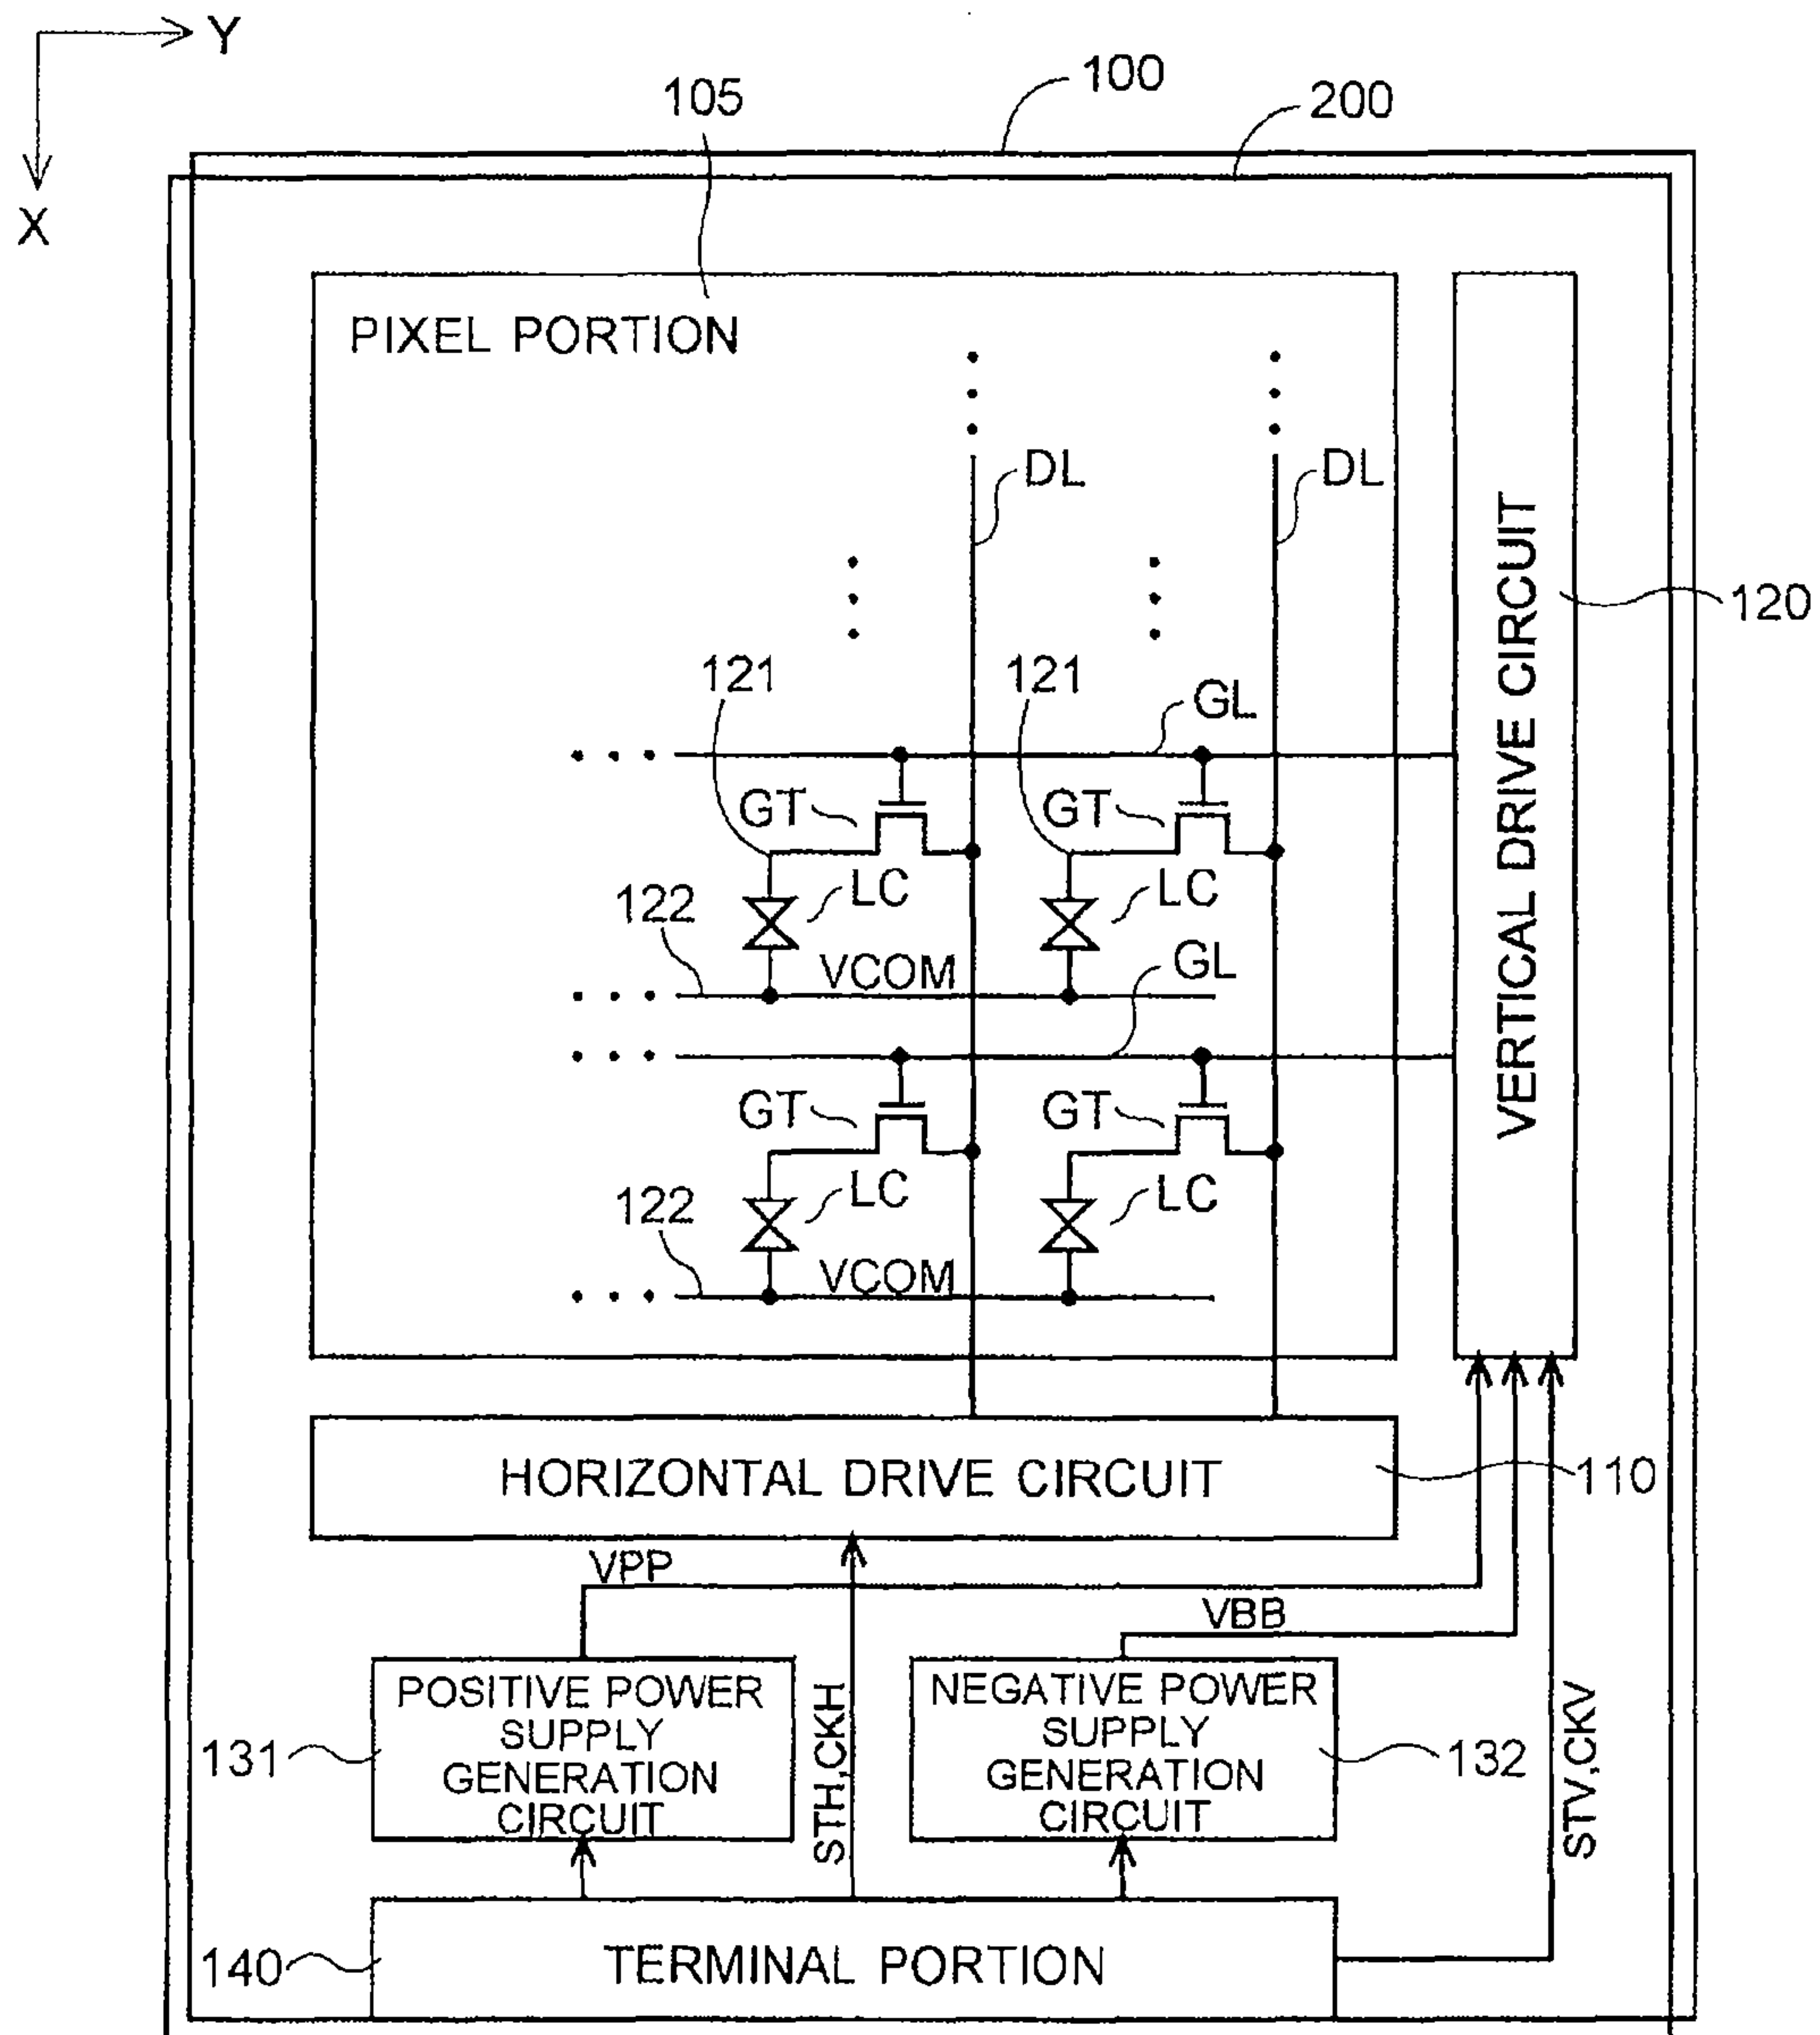 Y
X
100
105
200
PIXEL PORTION
DL
DL
VERTICAL DRIVE CIRCUIT
120
121
121
GL
GT
GT
LC
LC
122
VCOM
GL
GT
GT
LC
LC
122
VCOM
HORIZONTAL DRIVE CIRCUIT
110
VPP
VBB
POSITIVE POWER
SUPPLY
GENERATION
CIRCUIT
131
STH,CKH
NEGATIVE POWER
SUPPLY
GENERATION
CIRCUIT
132
STV,CKV
140
TERMINAL PORTION